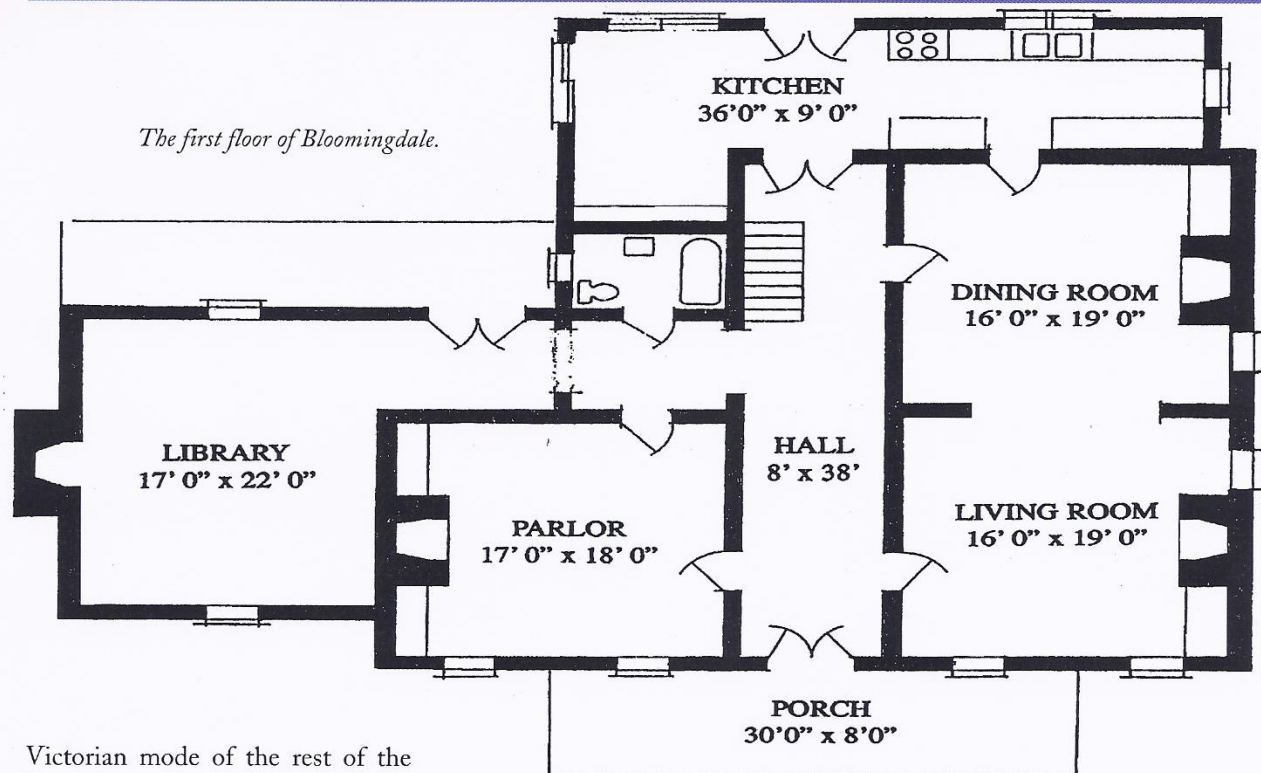 The first floor of Bloomingdale.
KITCHEN
36'0” x 9' 0”
DINING ROOM
16' 0” x 19' 0”
LIBRARY
17' 0” x 22' 0”
HALL
8' x 38'
PARLOR
17' 0” x 18' 0”
LIVING ROOM
16' 0” x 19' 0”
PORCH
30'0” x 8'0”
Victorian mode of the rest of the